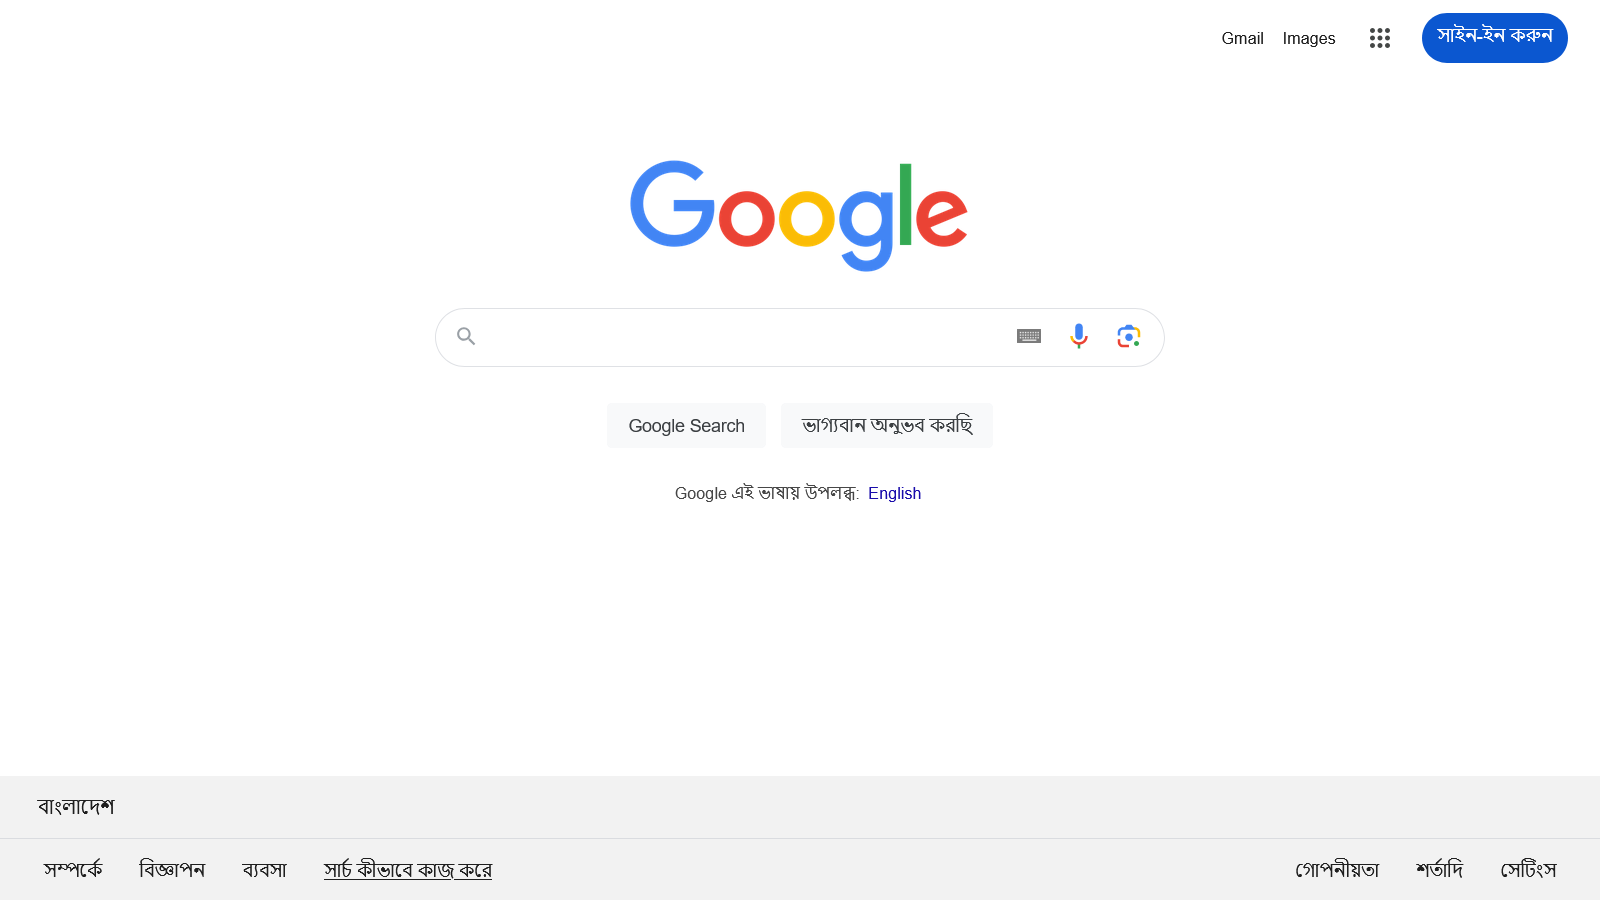 Gmail Images সাইন-ইন করুন
Google
Google Search ভাগ্যবান অনুভব করছি
Google এই ভাষায় উপলব্ধ: English
বাংলাদেশ
সম্পর্কে বিজ্ঞাপন ব্যবসা সার্চ কীভাবে কাজ করে গোপনীয়তা শর্তাদি সেটিংস